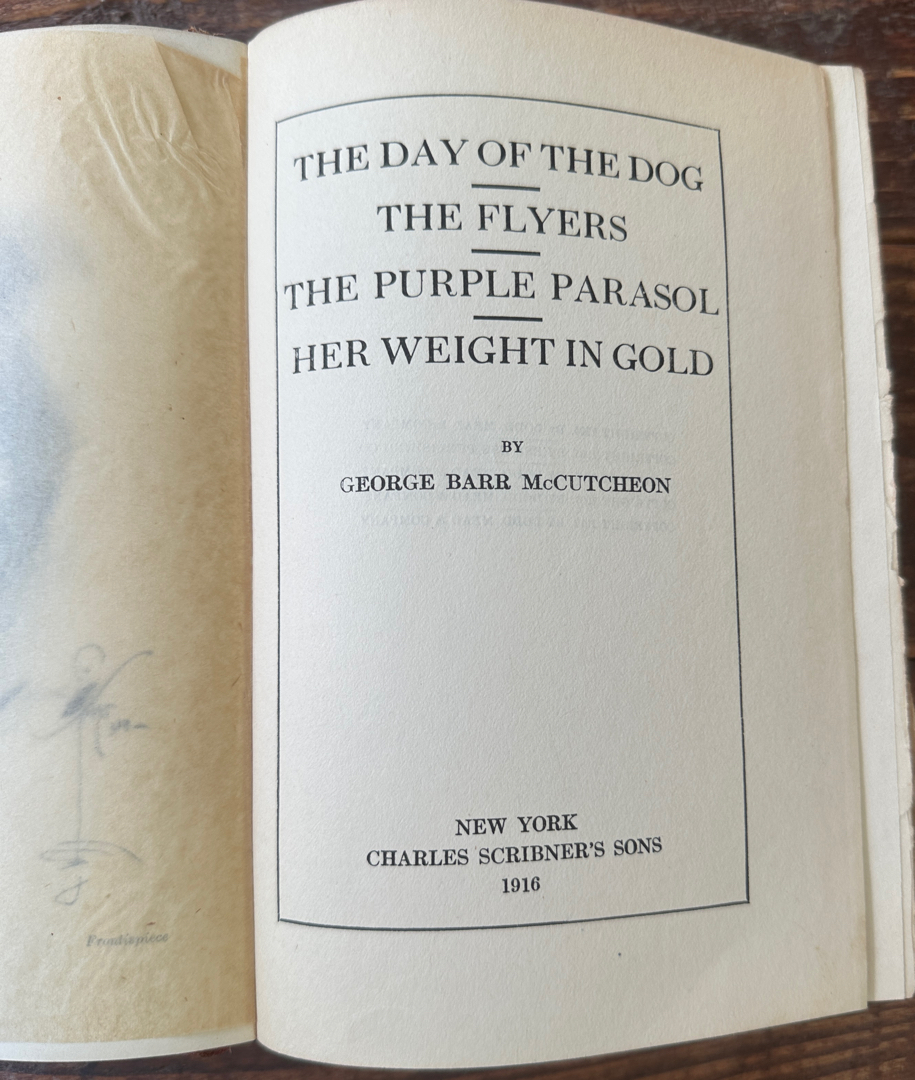 THE DAY OF THE DOG
THE FLYERS
THE PURPLE PARASOL
HER WEIGHT IN GOLD
BY
GEORGE BARR McCUTCHEON
NEW YORK
CHARLES SCRIBNER'S SONS
1916
Frontispiece